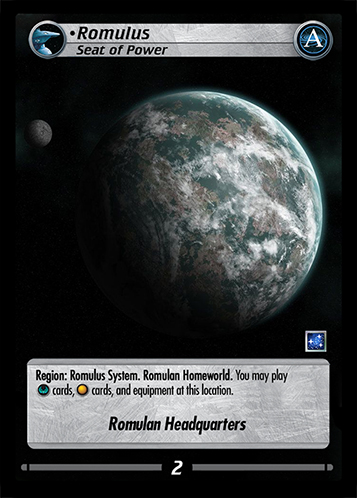 •Romulus
Seat of Power
A
Region: Romulus System. Romulan Homeworld. You may play
cards, cards, and equipment at this location.
Romulan Headquarters
2